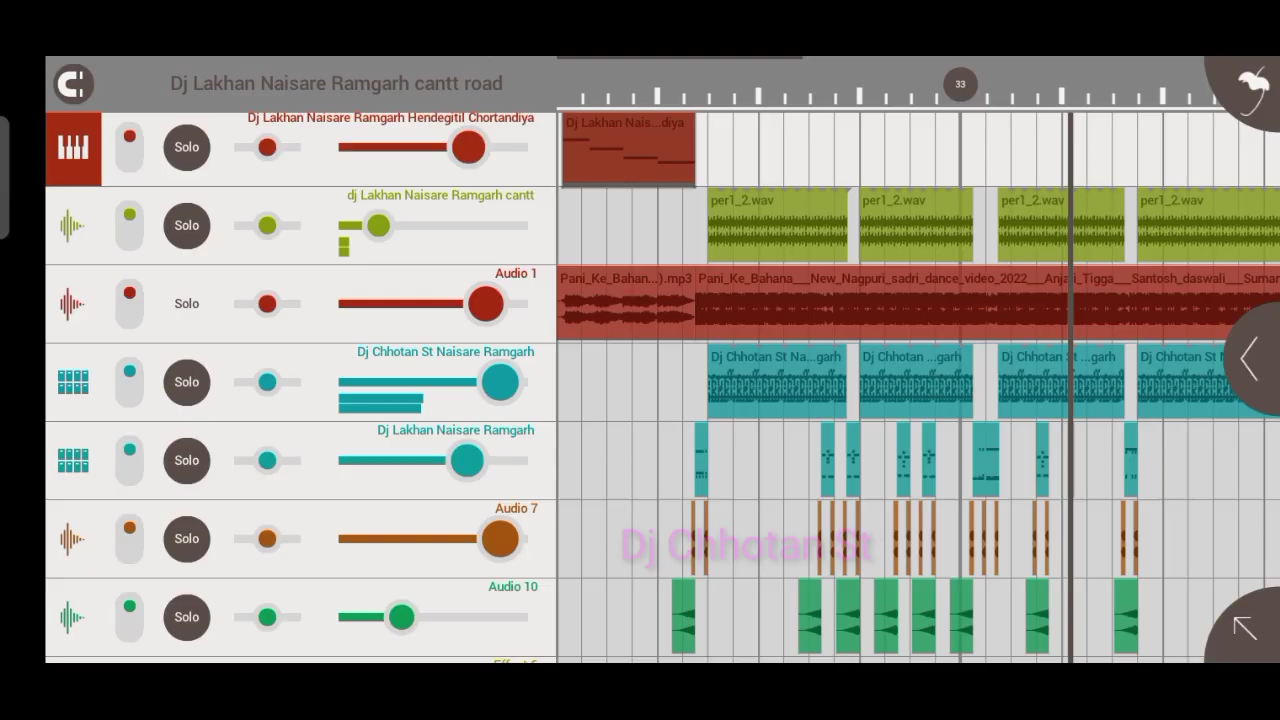 Dj Lakhan Naisare Ramgarh cantt road
33
Dj Lakhan Naisare Ramgarh Hendegitil Chortandiya
Solo
Dj Lakhan Nais...diya
dj Lakhan Naisare Ramgarh cantt
Solo
per1_2.wav per1_2.wav per1_2.wav per1_2.wav
Audio 1
Solo
Pani_Ke_Bahan...).mp3 Pani_Ke_Bahana___New_Nagpuri_sadri_dance_video_2022___Anjali_Tigga___Santosh_daswali___Suman
Dj Chhotan St Naisare Ramgarh
Solo
Dj Chhotan St Na...garh Dj Chhotan ...garh Dj Chhotan St ...garh Dj Chhotan St
Dj Lakhan Naisare Ramgarh
Solo
Audio 7
Solo
Dj Chhotan St
Audio 10
Solo